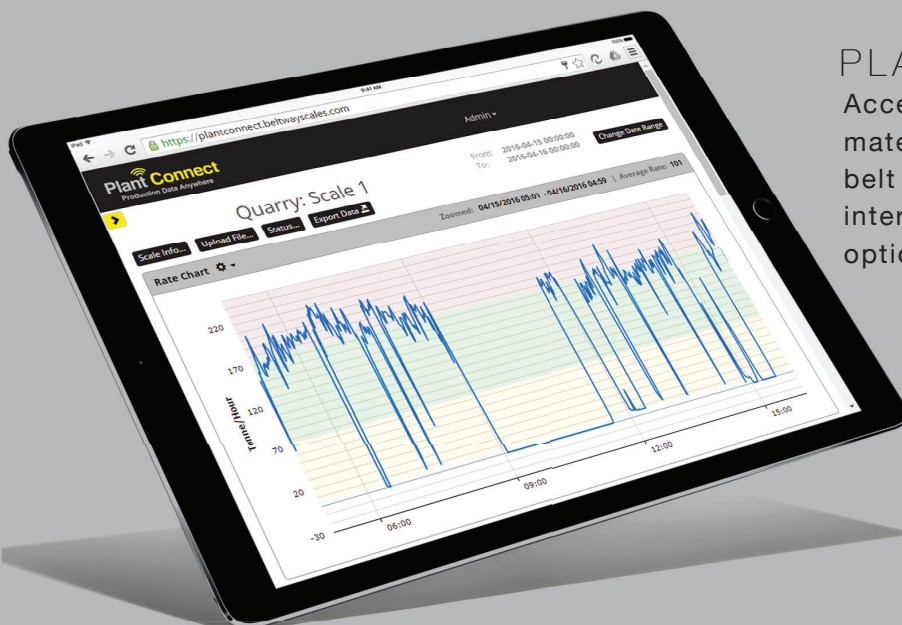 iPad
9:41 AM
100%
https://plantconnect.beltwayscales.com
Plant Connect
Production Data Anywhere
Admin
Quarry: Scale 1
From: 2016-04-15 00:00:00
To: 2016-04-16 00:00:00
Change Date Range
Scale Info...
Upload File...
Status...
Export Data
Rate Chart
Zoomed: 04/15/2016 05:01 - 04/16/2016 04:59 | Average Rate: 101
220
170
120
70
20
-30
Tonne/Hour
06:00
09:00
12:00
15:00
PLA
Acce
mate
belt
inter
optio